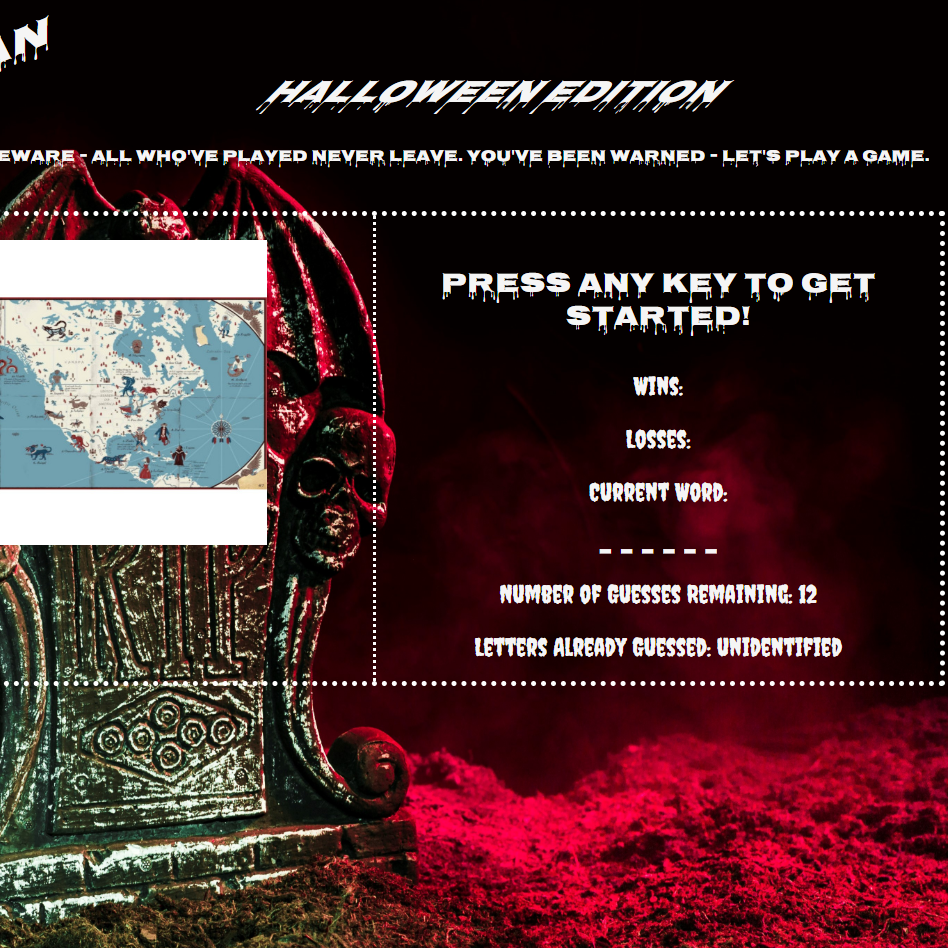 AN
HALLOWEEN EDITION
EWARE - ALL WHO'VE PLAYED NEVER LEAVE. YOU'VE BEEN WARNED - LET'S PLAY A GAME.
PRESS ANY KEY TO GET
STARTED!
WINS:
LOSSES:
CURRENT WORD:
_ _ _ _ _ _
NUMBER OF GUESSES REMAINING: 12
LETTERS ALREADY GUESSED: UNIDENTIFIED
RIP